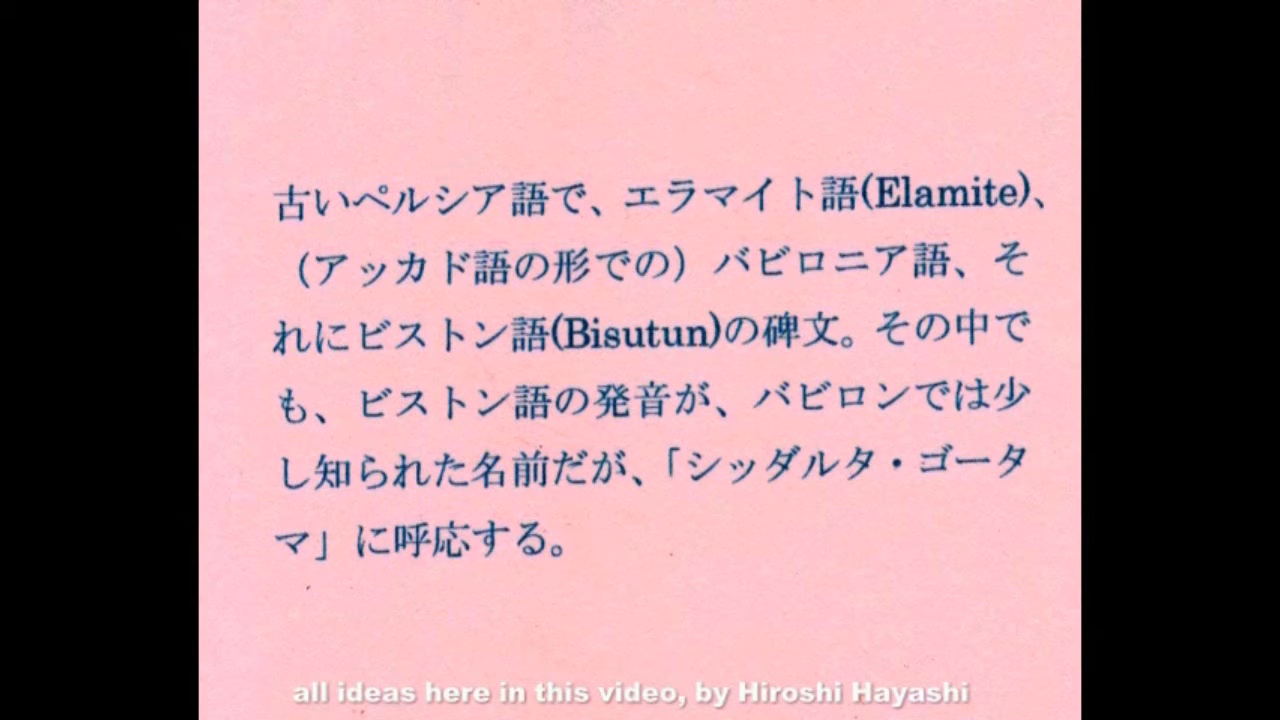 古いペルシア語で、エラマイト語(Elamite)、
（アッカド語の形での）バビロニア語、そ
れにビストン語(Bisutun)の碑文。その中で
も、ビストン語の発音が、バビロンでは少
し知られた名前だが、「シッダルタ・ゴータ
マ」に呼応する。
all ideas here in this video, by Hiroshi Hayashi